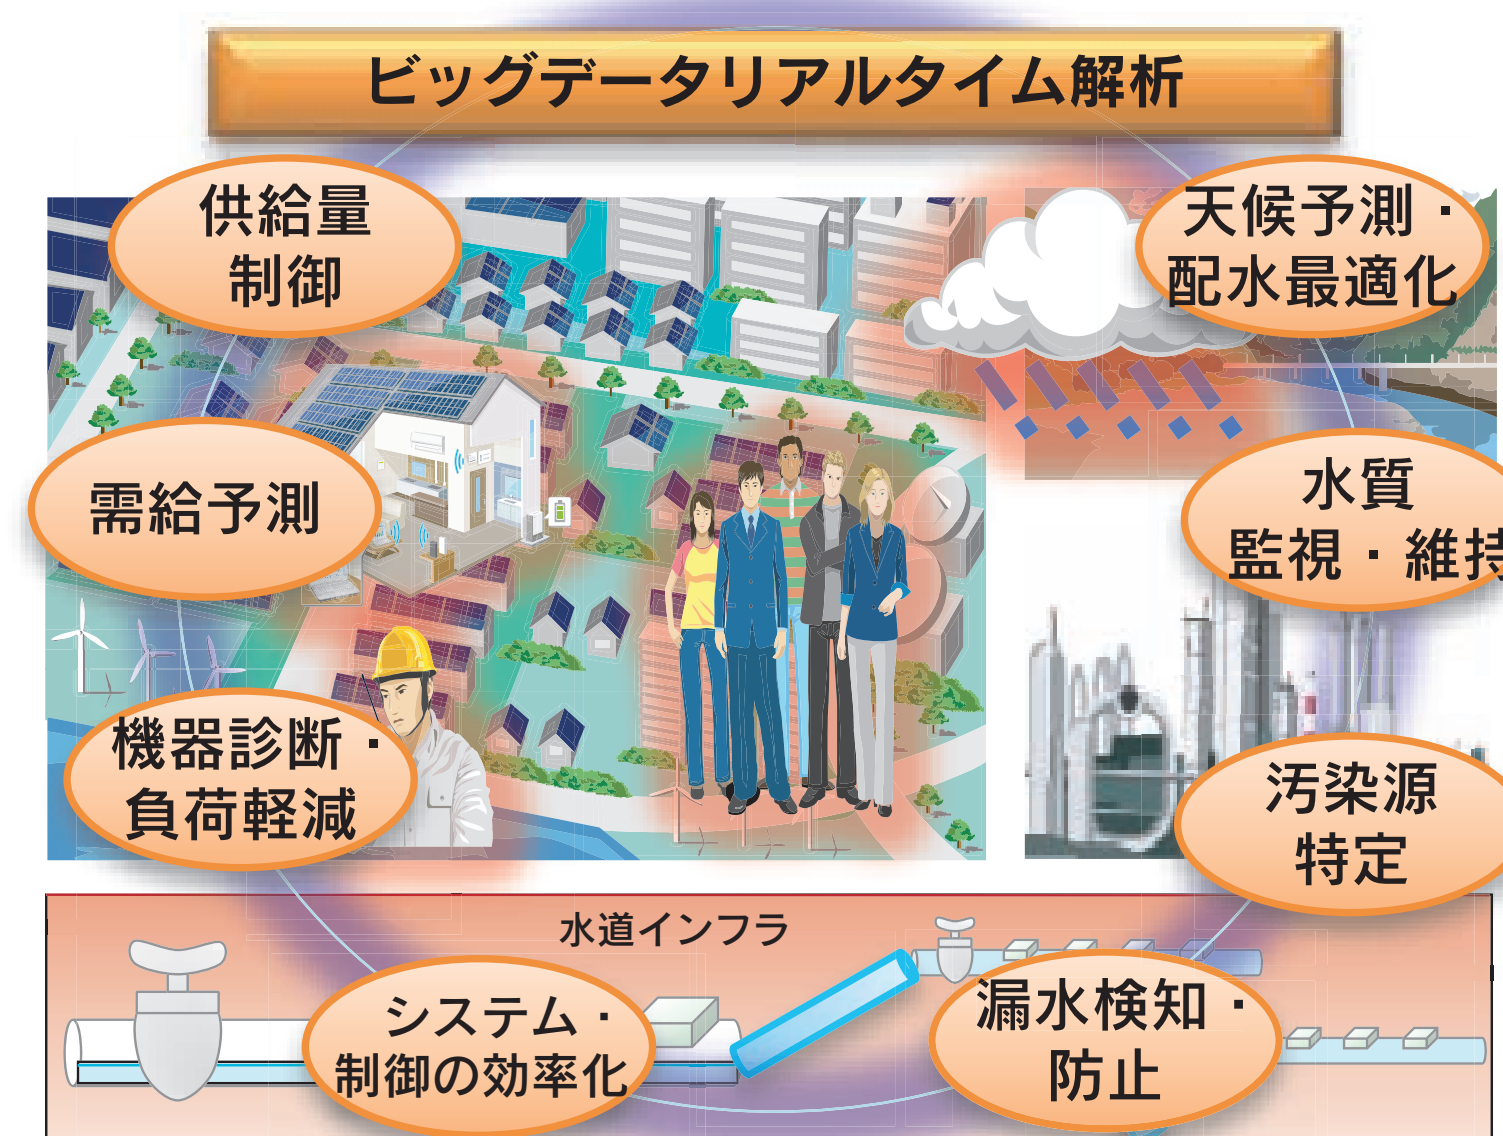 ビッグデータリアルタイム解析
供給量
制御
天候予測・
配水最適化
需給予測
水質
監視・維持
機器診断・
負荷軽減
汚染源
特定
水道インフラ
システム・
制御の効率化
漏水検知・
防止